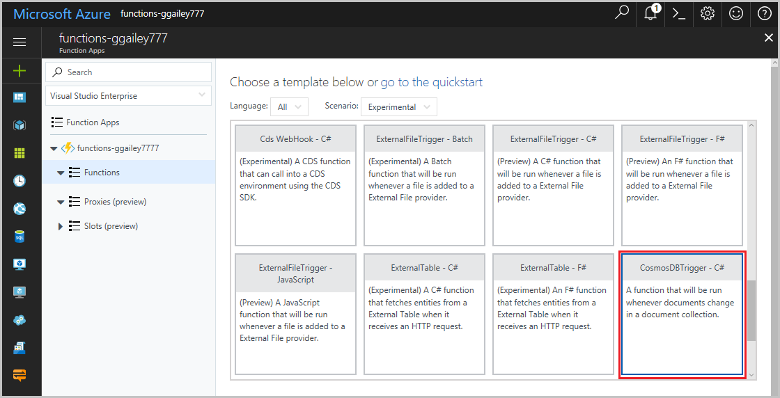 Microsoft Azure functions-ggailey777
1
functions-ggailey777
Function Apps
Search
Visual Studio Enterprise
Function Apps
functions-ggailey7777
Functions
Proxies (preview)
Slots (preview)
Choose a template below or go to the quickstart
Language: All Scenario: Experimental
Cds WebHook - C#
(Experimental) A CDS function
that can call into a CDS
environment using the CDS
SDK.
ExternalFileTrigger - Batch
(Experimental) A Batch
function that will be run
whenever a file is added to a
External File provider.
ExternalFileTrigger - C#
(Preview) A C# function that
will be run whenever a file is
added to a External File
provider.
ExternalFileTrigger - F#
(Preview) An F# function that
will be run whenever a file is
added to a External File
provider.
ExternalFileTrigger -
JavaScript
(Preview) A JavaScript
function that will be run
whenever a file is added to a
External File provider.
ExternalTable - C#
(Experimental) A C# function
that fetches entities from a
External Table when it
receives an HTTP request.
ExternalTable - F#
(Experimental) An F# function
that fetches entities from a
External Table when it
receives an HTTP request.
CosmosDBTrigger - C#
A function that will be run
whenever documents change
in a document collection.